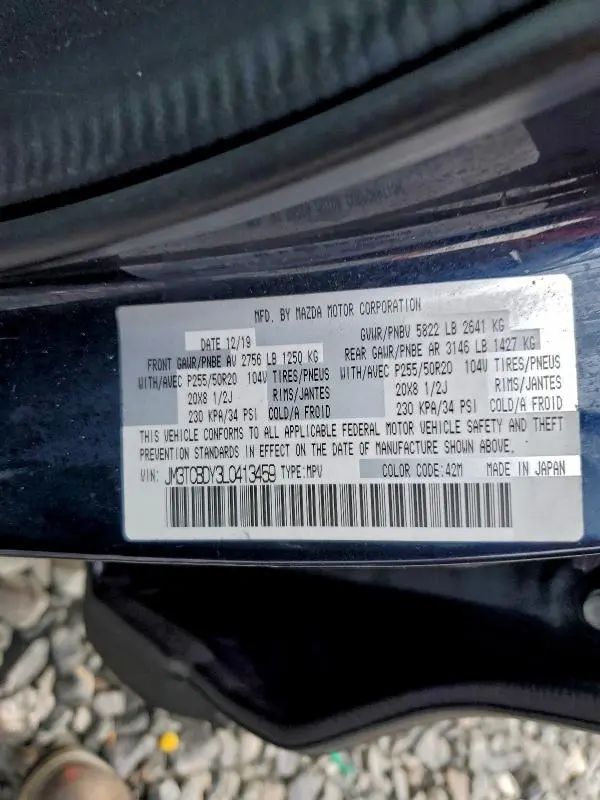 MFD. BY MAZDA MOTOR CORPORATION
DATE 12/19 GVWR/PNBV 5822 LB 2641 KG
FRONT GAWR/PNBE AV 2756 LB 1250 KG REAR GAWR/PNBE AR 3146 LB 1427 KG
WITH/AVEC P255/50R20 104V TIRES/PNEUS WITH/AVEC P255/50R20 104V TIRES/PNEUS
20X8 1/2J RIMS/JANTES 20X8 1/2J RIMS/JANTES
230 KPA/34 PSI COLD/A FROID 230 KPA/34 PSI COLD/A FROID
THIS VEHICLE CONFORMS TO ALL APPLICABLE FEDERAL MOTOR VEHICLE SAFETY AND THEFT
PREVENTION STANDARDS IN EFFECT ON THE DATE OF MANUFACTURE SHOWN ABOVE.
VIN: JM3TCBDY3L0413459 TYPE:MPV COLOR CODE:42M MADE IN JAPAN